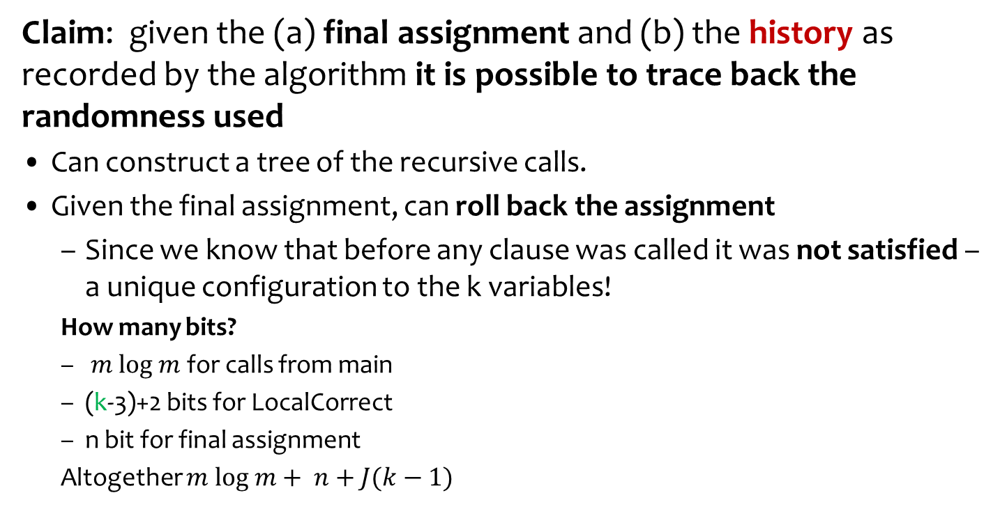 Claim: given the (a) final assignment and (b) the history as
recorded by the algorithm it is possible to trace back the
randomness used
• Can construct a tree of the recursive calls.
• Given the final assignment, can roll back the assignment
– Since we know that before any clause was called it was not satisfied –
a unique configuration to the k variables!
How many bits?
– m log m for calls from main
– (k-3)+2 bits for LocalCorrect
– n bit for final assignment
Altogether m log m + n + J(k − 1)